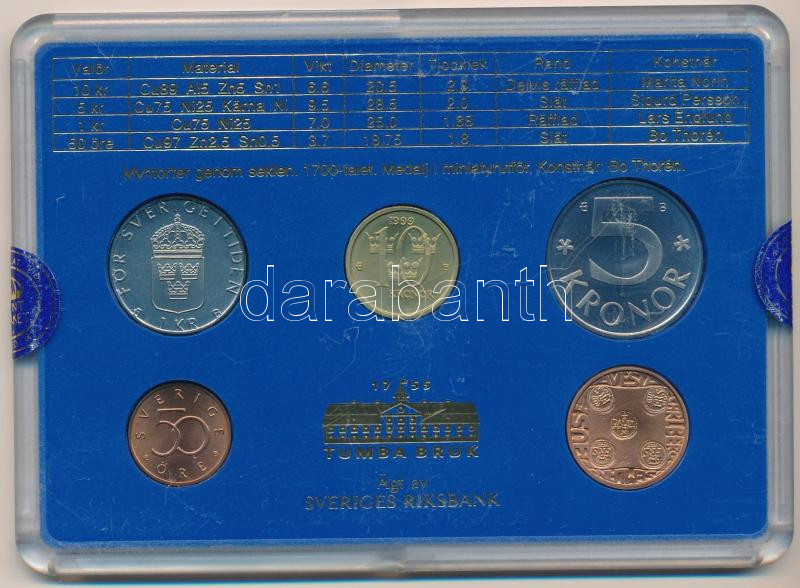 Valör Material Vikt Diameter Tjocklek Rand Konstnär
10 kr Cu89 Al5 Zn5 Sn1 6.6 20.5 2.9 Delvis räfflad Marita Norin
5 kr Cu75 Ni25 Kärna Ni 9.5 28.5 2.0 Slät Sigurd Persson
1 kr Cu75 Ni25 7.0 25.0 1.88 Räfflad Lars Englund
50 öre Cu97 Zn2.5 Sn0.5 3.7 18.75 1.8 Slät Bo Thorén
Myntorter genom seklen. 1700-talet. Medalj i miniatyrutför. Konstnär: Bo Thorén.
FÖR SVERIGE I TIDEN
1 KR B
1999
10
KRONOR
B
5
B
KRONOR
darabanth
SVERIGE
50
ÖRE
1755
TUMBA BRUK
Ägt av
SVERIGES RIKSBANK
AVESTA